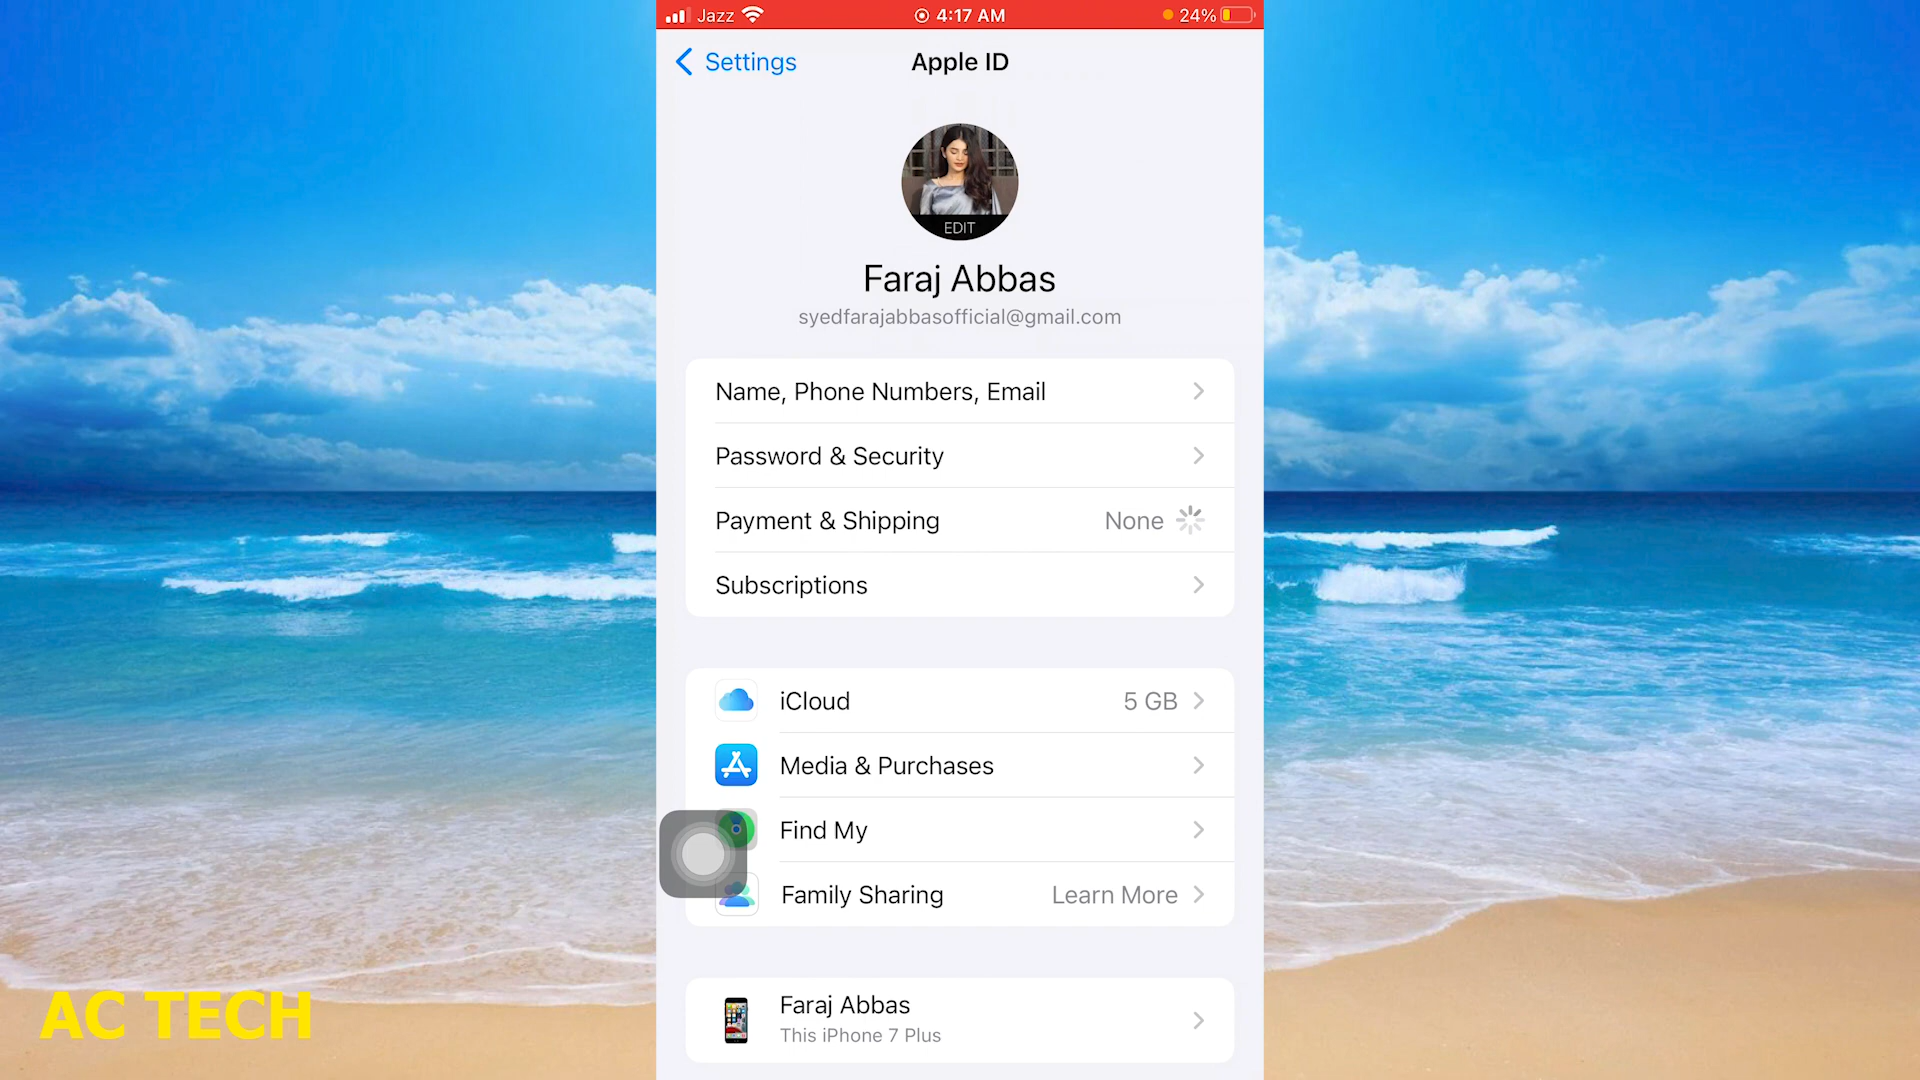 Jazz 4:17 AM 24%
Settings Apple ID
EDIT
Faraj Abbas
syedfarajabbasofficial@gmail.com
Name, Phone Numbers, Email
Password & Security
Payment & Shipping None
Subscriptions
iCloud 5 GB
Media & Purchases
Find My
Family Sharing Learn More
Faraj Abbas
This iPhone 7 Plus
AC TECH